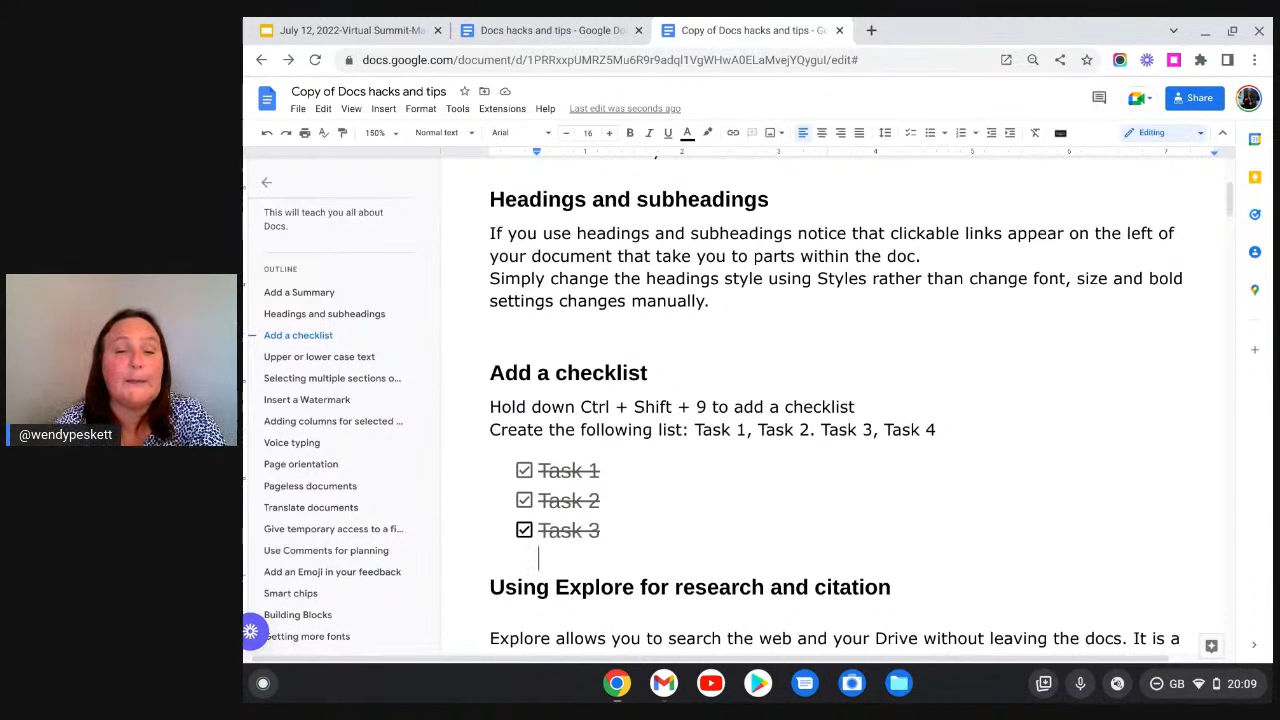 July 12, 2022-Virtual Summit-Ma
Docs hacks and tips - Google Do
Copy of Docs hacks and tips - G
docs.google.com/document/d/1PRRxxpUMRZ5Mu6R9r9adql1VgWHwA0ELaMvejYQyguI/edit#
Copy of Docs hacks and tips
File Edit View Insert Format Tools Extensions Help Last edit was seconds ago
Share
150% Normal text Arial 16 B I U A Editing
1 2 3 4 5 6 7
This will teach you all about
Docs.
OUTLINE
Add a Summary
Headings and subheadings
Add a checklist
Upper or lower case text
Selecting multiple sections o...
Insert a Watermark
Adding columns for selected ...
Voice typing
Page orientation
Pageless documents
Translate documents
Give temporary access to a fi...
Use Comments for planning
Add an Emoji in your feedback
Smart chips
Building Blocks
Getting more fonts
Headings and subheadings
If you use headings and subheadings notice that clickable links appear on the left of
your document that take you to parts within the doc.
Simply change the headings style using Styles rather than change font, size and bold
settings changes manually.
Add a checklist
Hold down Ctrl + Shift + 9 to add a checklist
Create the following list: Task 1, Task 2. Task 3, Task 4
Task 1
Task 2
Task 3
Using Explore for research and citation
Explore allows you to search the web and your Drive without leaving the docs. It is a
@wendypeskett
GB 20:09